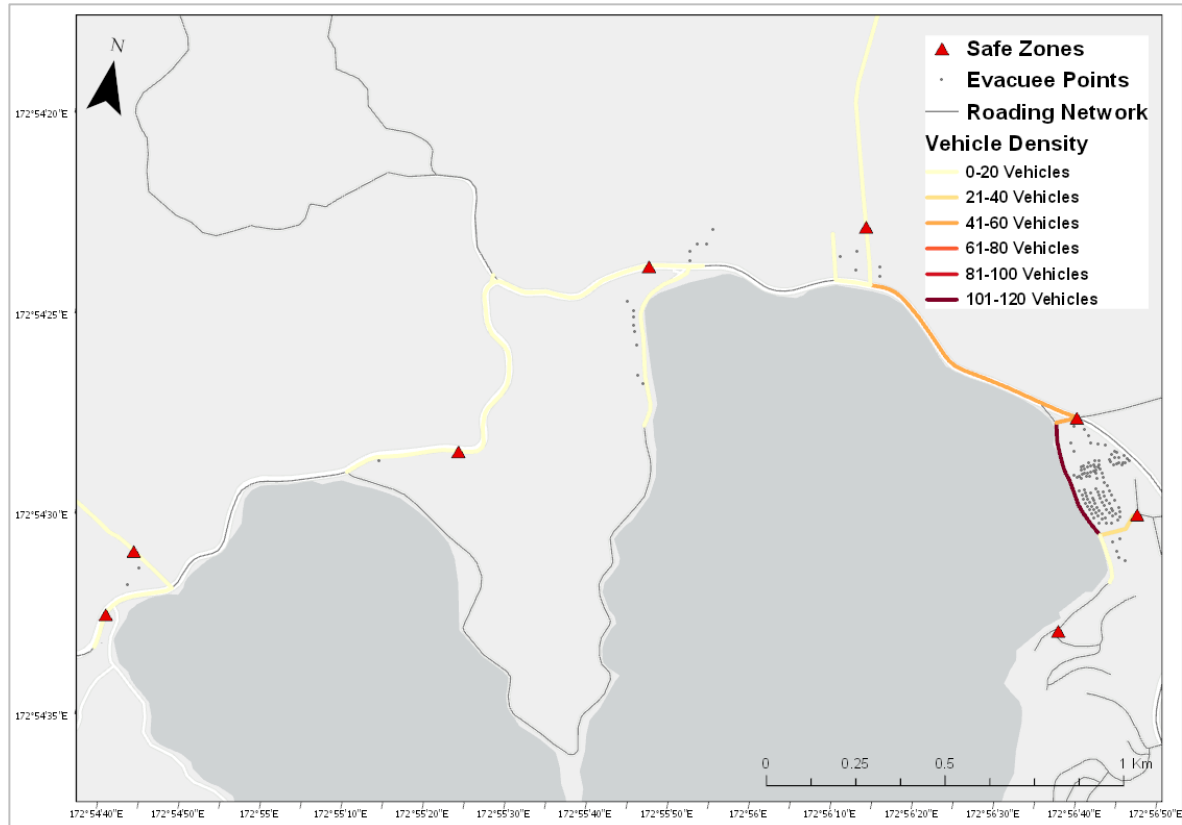 N
Safe Zones
Evacuee Points
Roading Network
Vehicle Density
0-20 Vehicles
21-40 Vehicles
41-60 Vehicles
61-80 Vehicles
81-100 Vehicles
101-120 Vehicles
172°54'20"E
172°54'25"E
172°54'30"E
172°54'35"E
0 0.25 0.5 1 Km
172°54'40"E 172°54'50"E 172°55'E 172°55'10"E 172°55'20"E 172°55'30"E 172°55'40"E 172°55'50"E 172°56'E 172°56'10"E 172°56'20"E 172°56'30"E 172°56'40"E 172°56'50"E